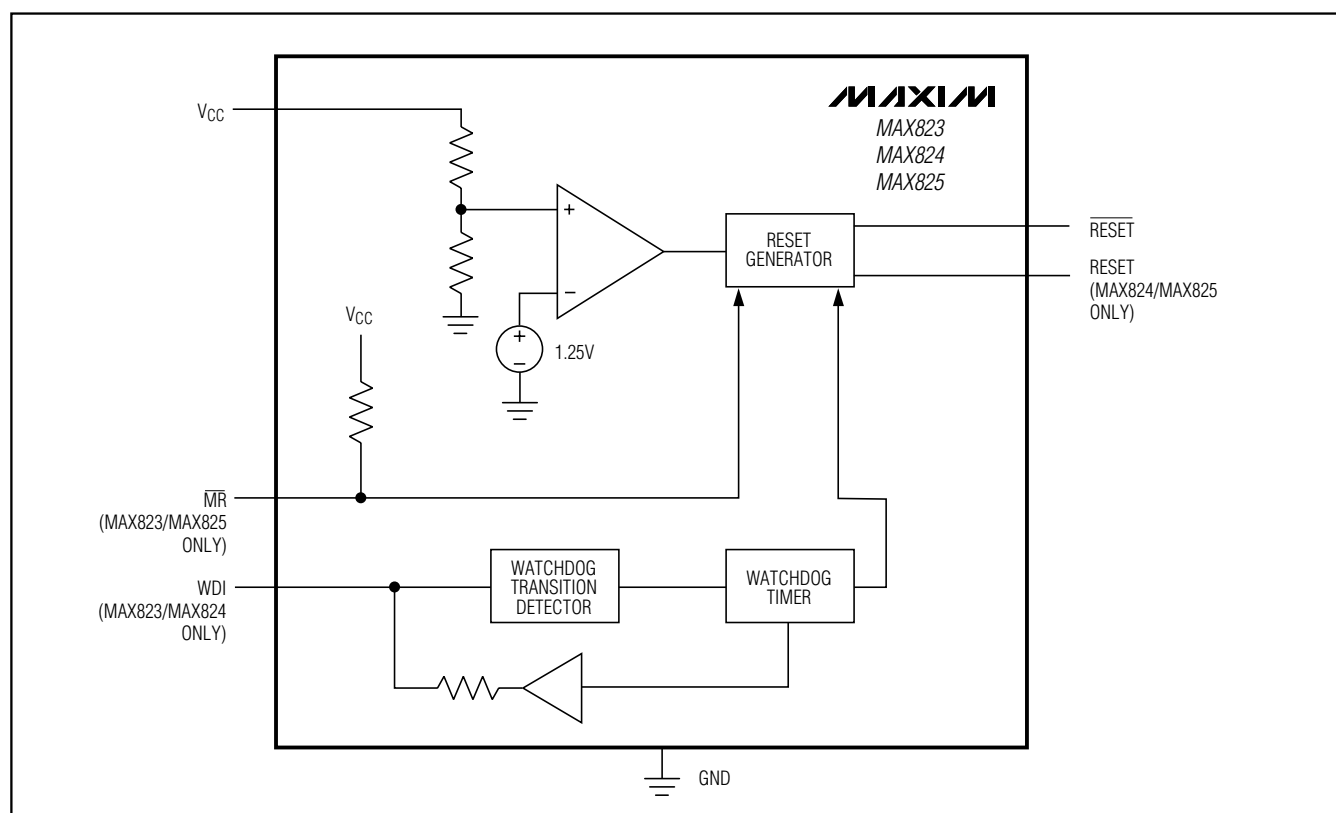 MAXIM
MAX823
MAX824
MAX825
VCC
+
−
RESET
GENERATOR
RESET
RESET
(MAX824/MAX825
ONLY)
VCC
+
−
1.25V
MR
(MAX823/MAX825
ONLY)
WDI
(MAX823/MAX824
ONLY)
WATCHDOG
TRANSITION
DETECTOR
WATCHDOG
TIMER
GND